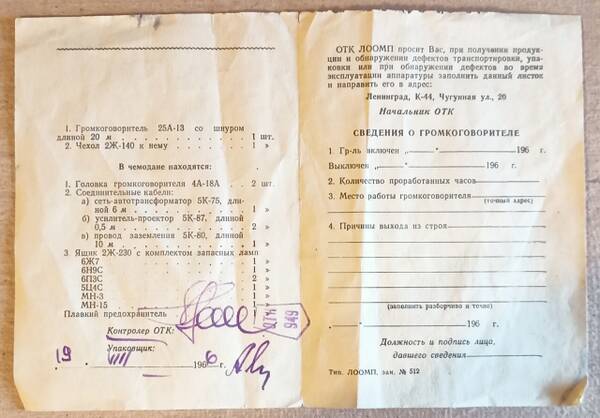 1. Громкоговоритель 25А-13 со шнуром
длиной 20 м . . . . . . . . . . 1 шт.
2. Чехол 2Ж-140 к нему . . . . . . . 1 »
В чемодане находятся:
1. Головка громкоговорителя 4А-18А . . 2 шт.
2. Соединительные кабели:
а) сеть-автотрансформатор 5К-75, длиной 6 м . . . . . . . . . 1 »
б) усилитель-проектор 5К-87, длиной
0,5 м . . . . . . . . . . 2 »
в) провод заземления 5К-80, длиной
10 м . . . . . . . . . . 1 »
3 Ящик 2Ж-230 с комплектом запасных ламп
6Ж7 . . . . . . . . . . 1 »
6Н9С . . . . . . . . . . 1 »
6П3С . . . . . . . . . . 2 »
5Ц4С . . . . . . . . . . 1 »
МН-3 . . . . . . . . . . 1 »
МН-15 . . . . . . . . . . 1 »
Плавкий предохранитель 1 »
Контролер ОТК:
ОТК 949
Упаковщик:
19 VIII 1966 г.
ОТК ЛООМП просит Вас, при получении продук-
ции и обнаружении дефектов транспортировки, упа-
ковки или при обнаружении дефектов во время
эксплуатации аппаратуры заполнить данный листок
и направить его в адрес:
Ленинград, К-44, Чугунная ул., 20
Начальник ОТК
СВЕДЕНИЯ О ГРОМКОГОВОРИТЕЛЕ
1. Гр-ль включен „—“ 196 г.
Выключен „—“ 196 г.
2. Количество проработанных часов
3. Место работы громкоговорителя
(точный адрес)
4. Причины выхода из строя
(заполнить разборчиво и точно)
„—“ 196 г.
Должность и подпись лица,
давшего сведения
Тип. ЛООМП, зак. № 512